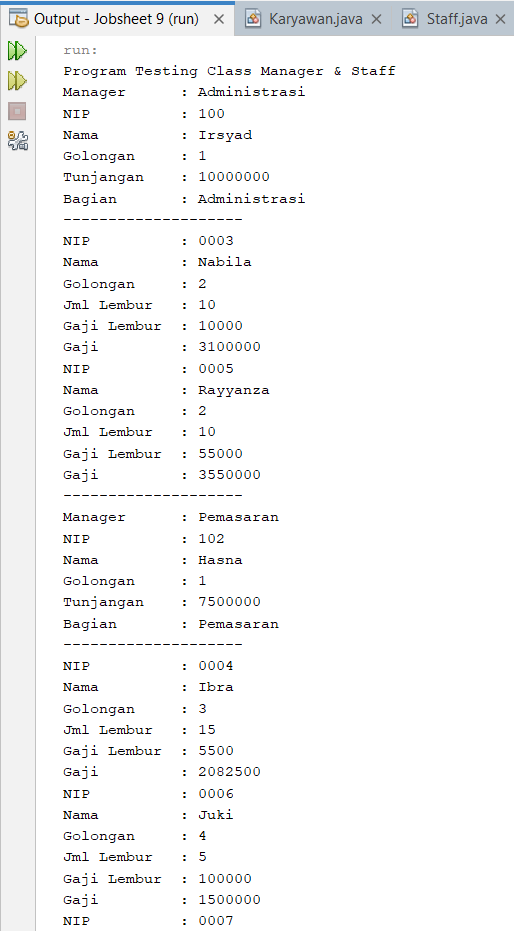 Output - Jobsheet 9 (run) Karyawan.java Staff.java
run:
Program Testing Class Manager & Staff
Manager : Administrasi
NIP : 100
Nama : Irsyad
Golongan : 1
Tunjangan : 10000000
Bagian : Administrasi
--------------------
NIP : 0003
Nama : Nabila
Golongan : 2
Jml Lembur : 10
Gaji Lembur : 10000
Gaji : 3100000
NIP : 0005
Nama : Rayyanza
Golongan : 2
Jml Lembur : 10
Gaji Lembur : 55000
Gaji : 3550000
--------------------
Manager : Pemasaran
NIP : 102
Nama : Hasna
Golongan : 1
Tunjangan : 7500000
Bagian : Pemasaran
--------------------
NIP : 0004
Nama : Ibra
Golongan : 3
Jml Lembur : 15
Gaji Lembur : 5500
Gaji : 2082500
NIP : 0006
Nama : Juki
Golongan : 4
Jml Lembur : 5
Gaji Lembur : 100000
Gaji : 1500000
NIP : 0007